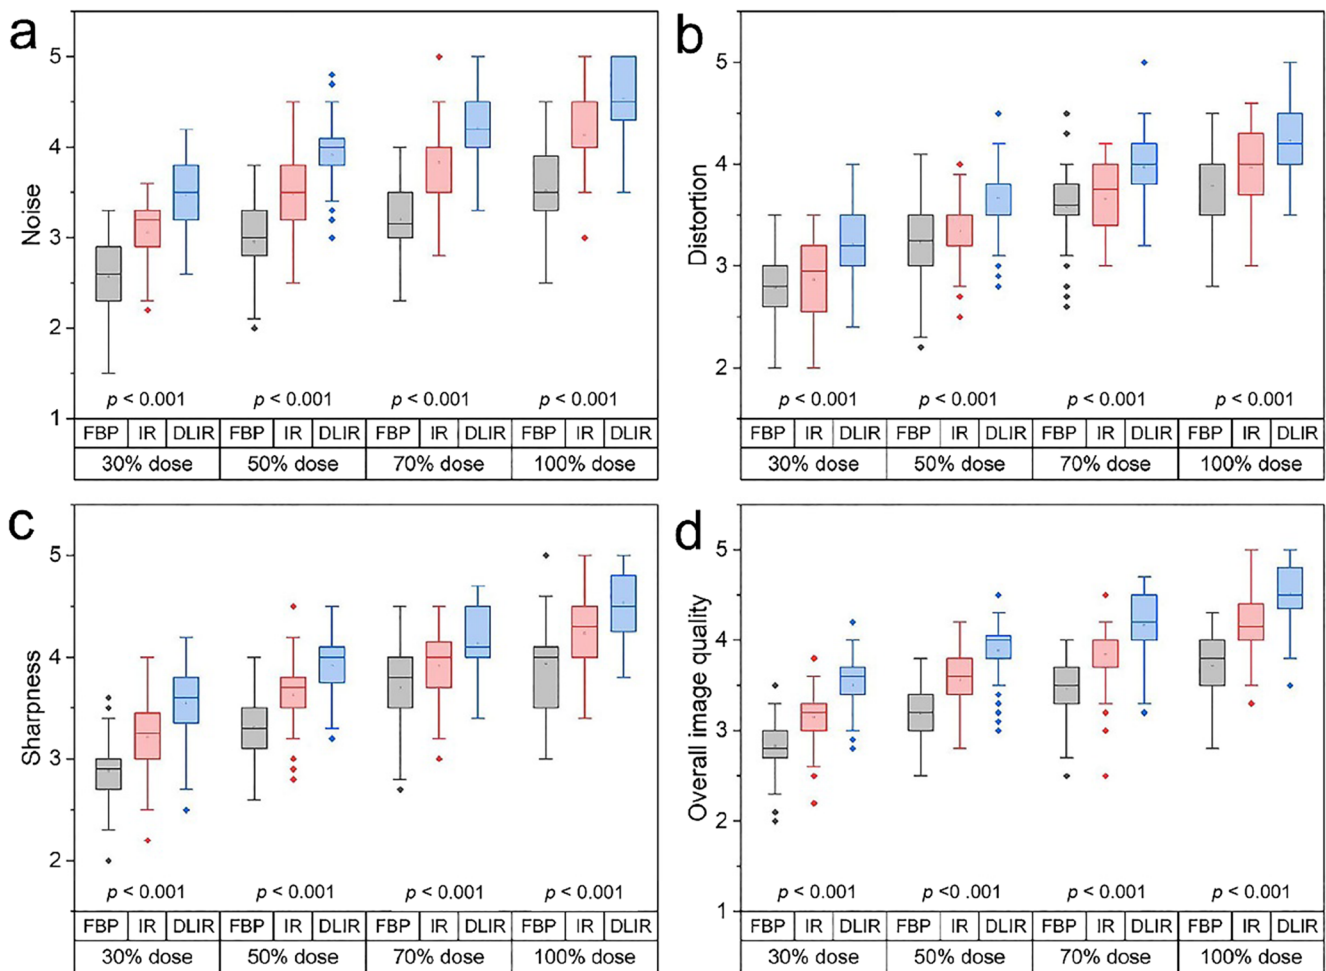 a
5
4
3
2
1
Noise
p < 0.001 p < 0.001 p < 0.001 p < 0.001
FBP IR DLIR FBP IR DLIR FBP IR DLIR FBP IR DLIR
30% dose 50% dose 70% dose 100% dose
b
5
4
3
2
Distortion
p < 0.001 p < 0.001 p < 0.001 p < 0.001
FBP IR DLIR FBP IR DLIR FBP IR DLIR FBP IR DLIR
30% dose 50% dose 70% dose 100% dose
c
5
4
3
2
Sharpness
p < 0.001 p < 0.001 p < 0.001 p < 0.001
FBP IR DLIR FBP IR DLIR FBP IR DLIR FBP IR DLIR
30% dose 50% dose 70% dose 100% dose
d
5
4
3
2
1
Overall image quality
p < 0.001 p <0 .001 p < 0.001 p < 0.001
FBP IR DLIR FBP IR DLIR FBP IR DLIR FBP IR DLIR
30% dose 50% dose 70% dose 100% dose